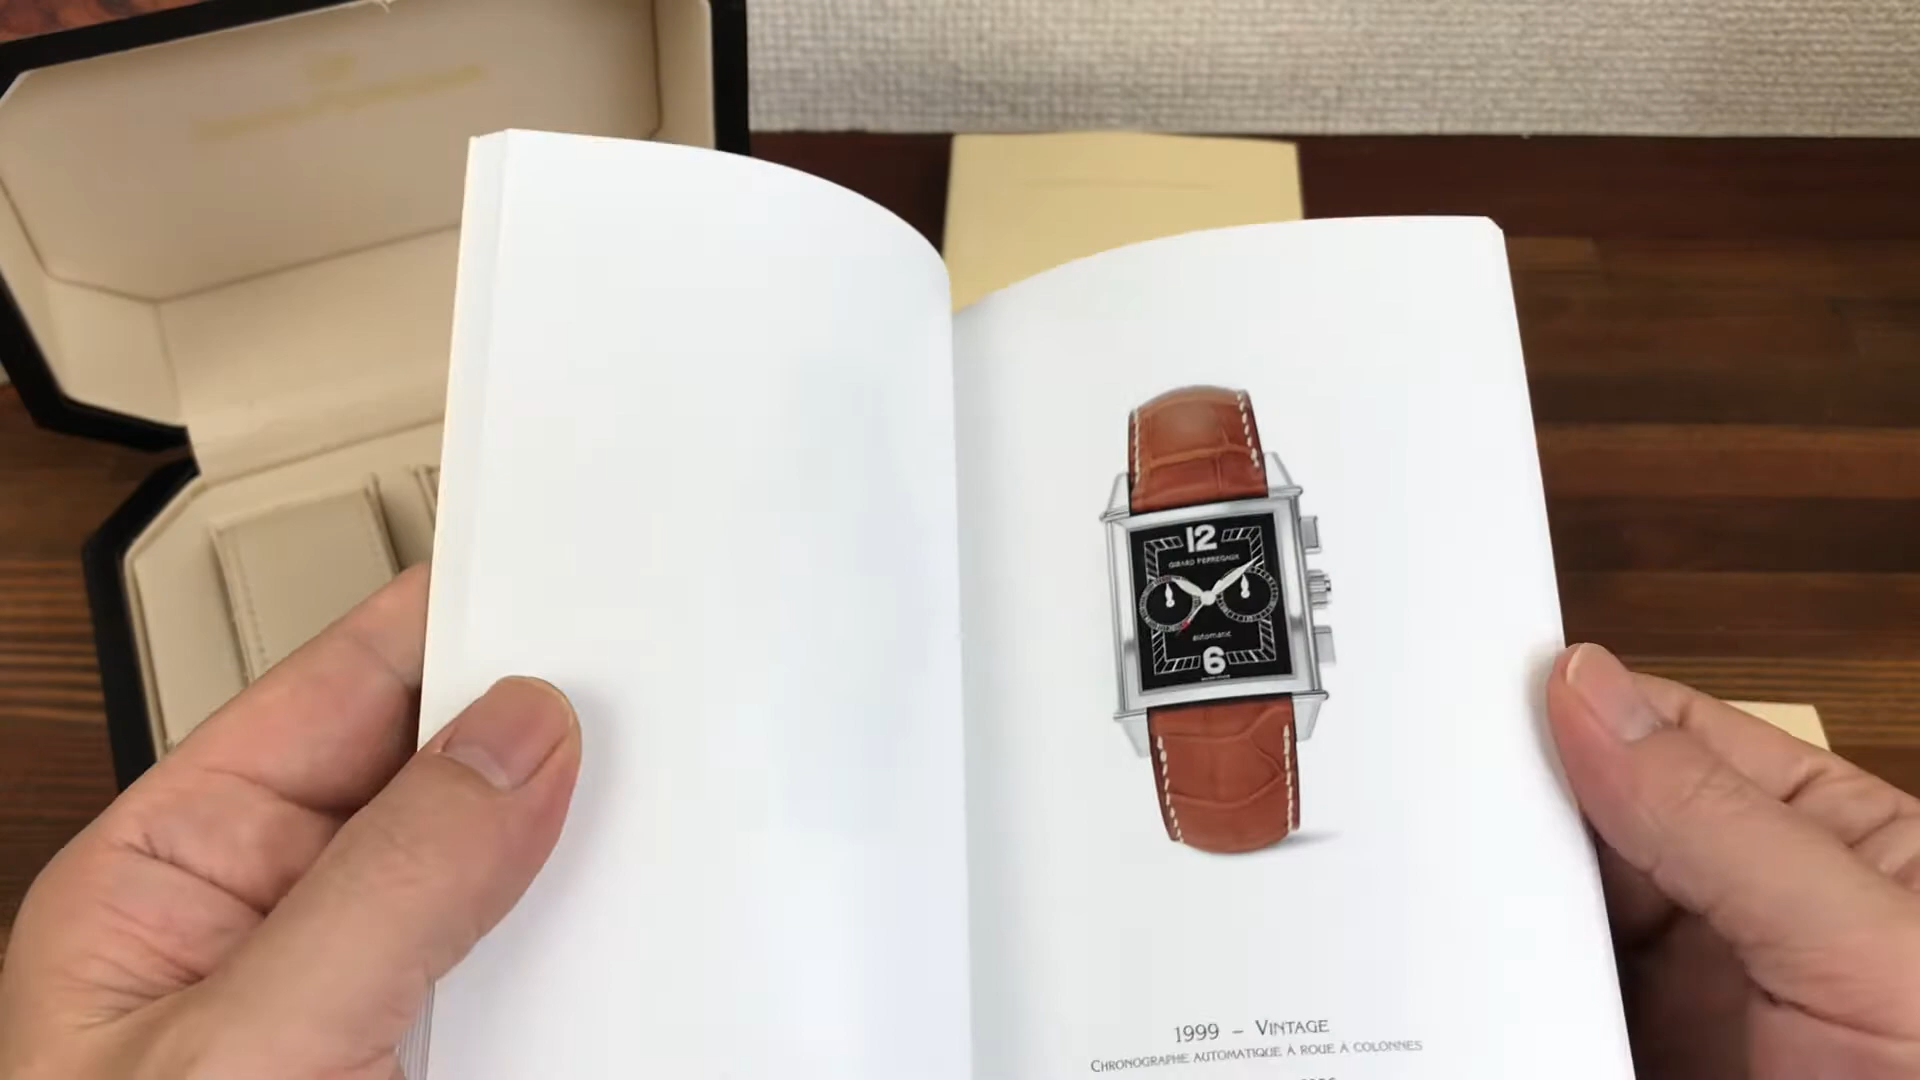 12
GIRARD PERREGAUX
automatic
6
1999 – VINTAGE
CHRONOGRAPHE AUTOMATIQUE À ROUE À COLONNES